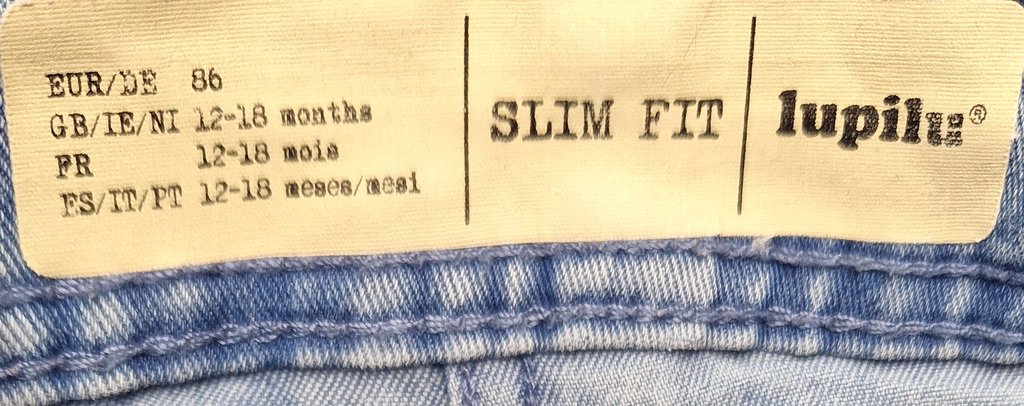 EUR/DE 86
GB/IE/NI 12-18 months
FR 12-18 mois
ES/IT/PT 12-18 meses/mesi
SLIM FIT
lupilu®